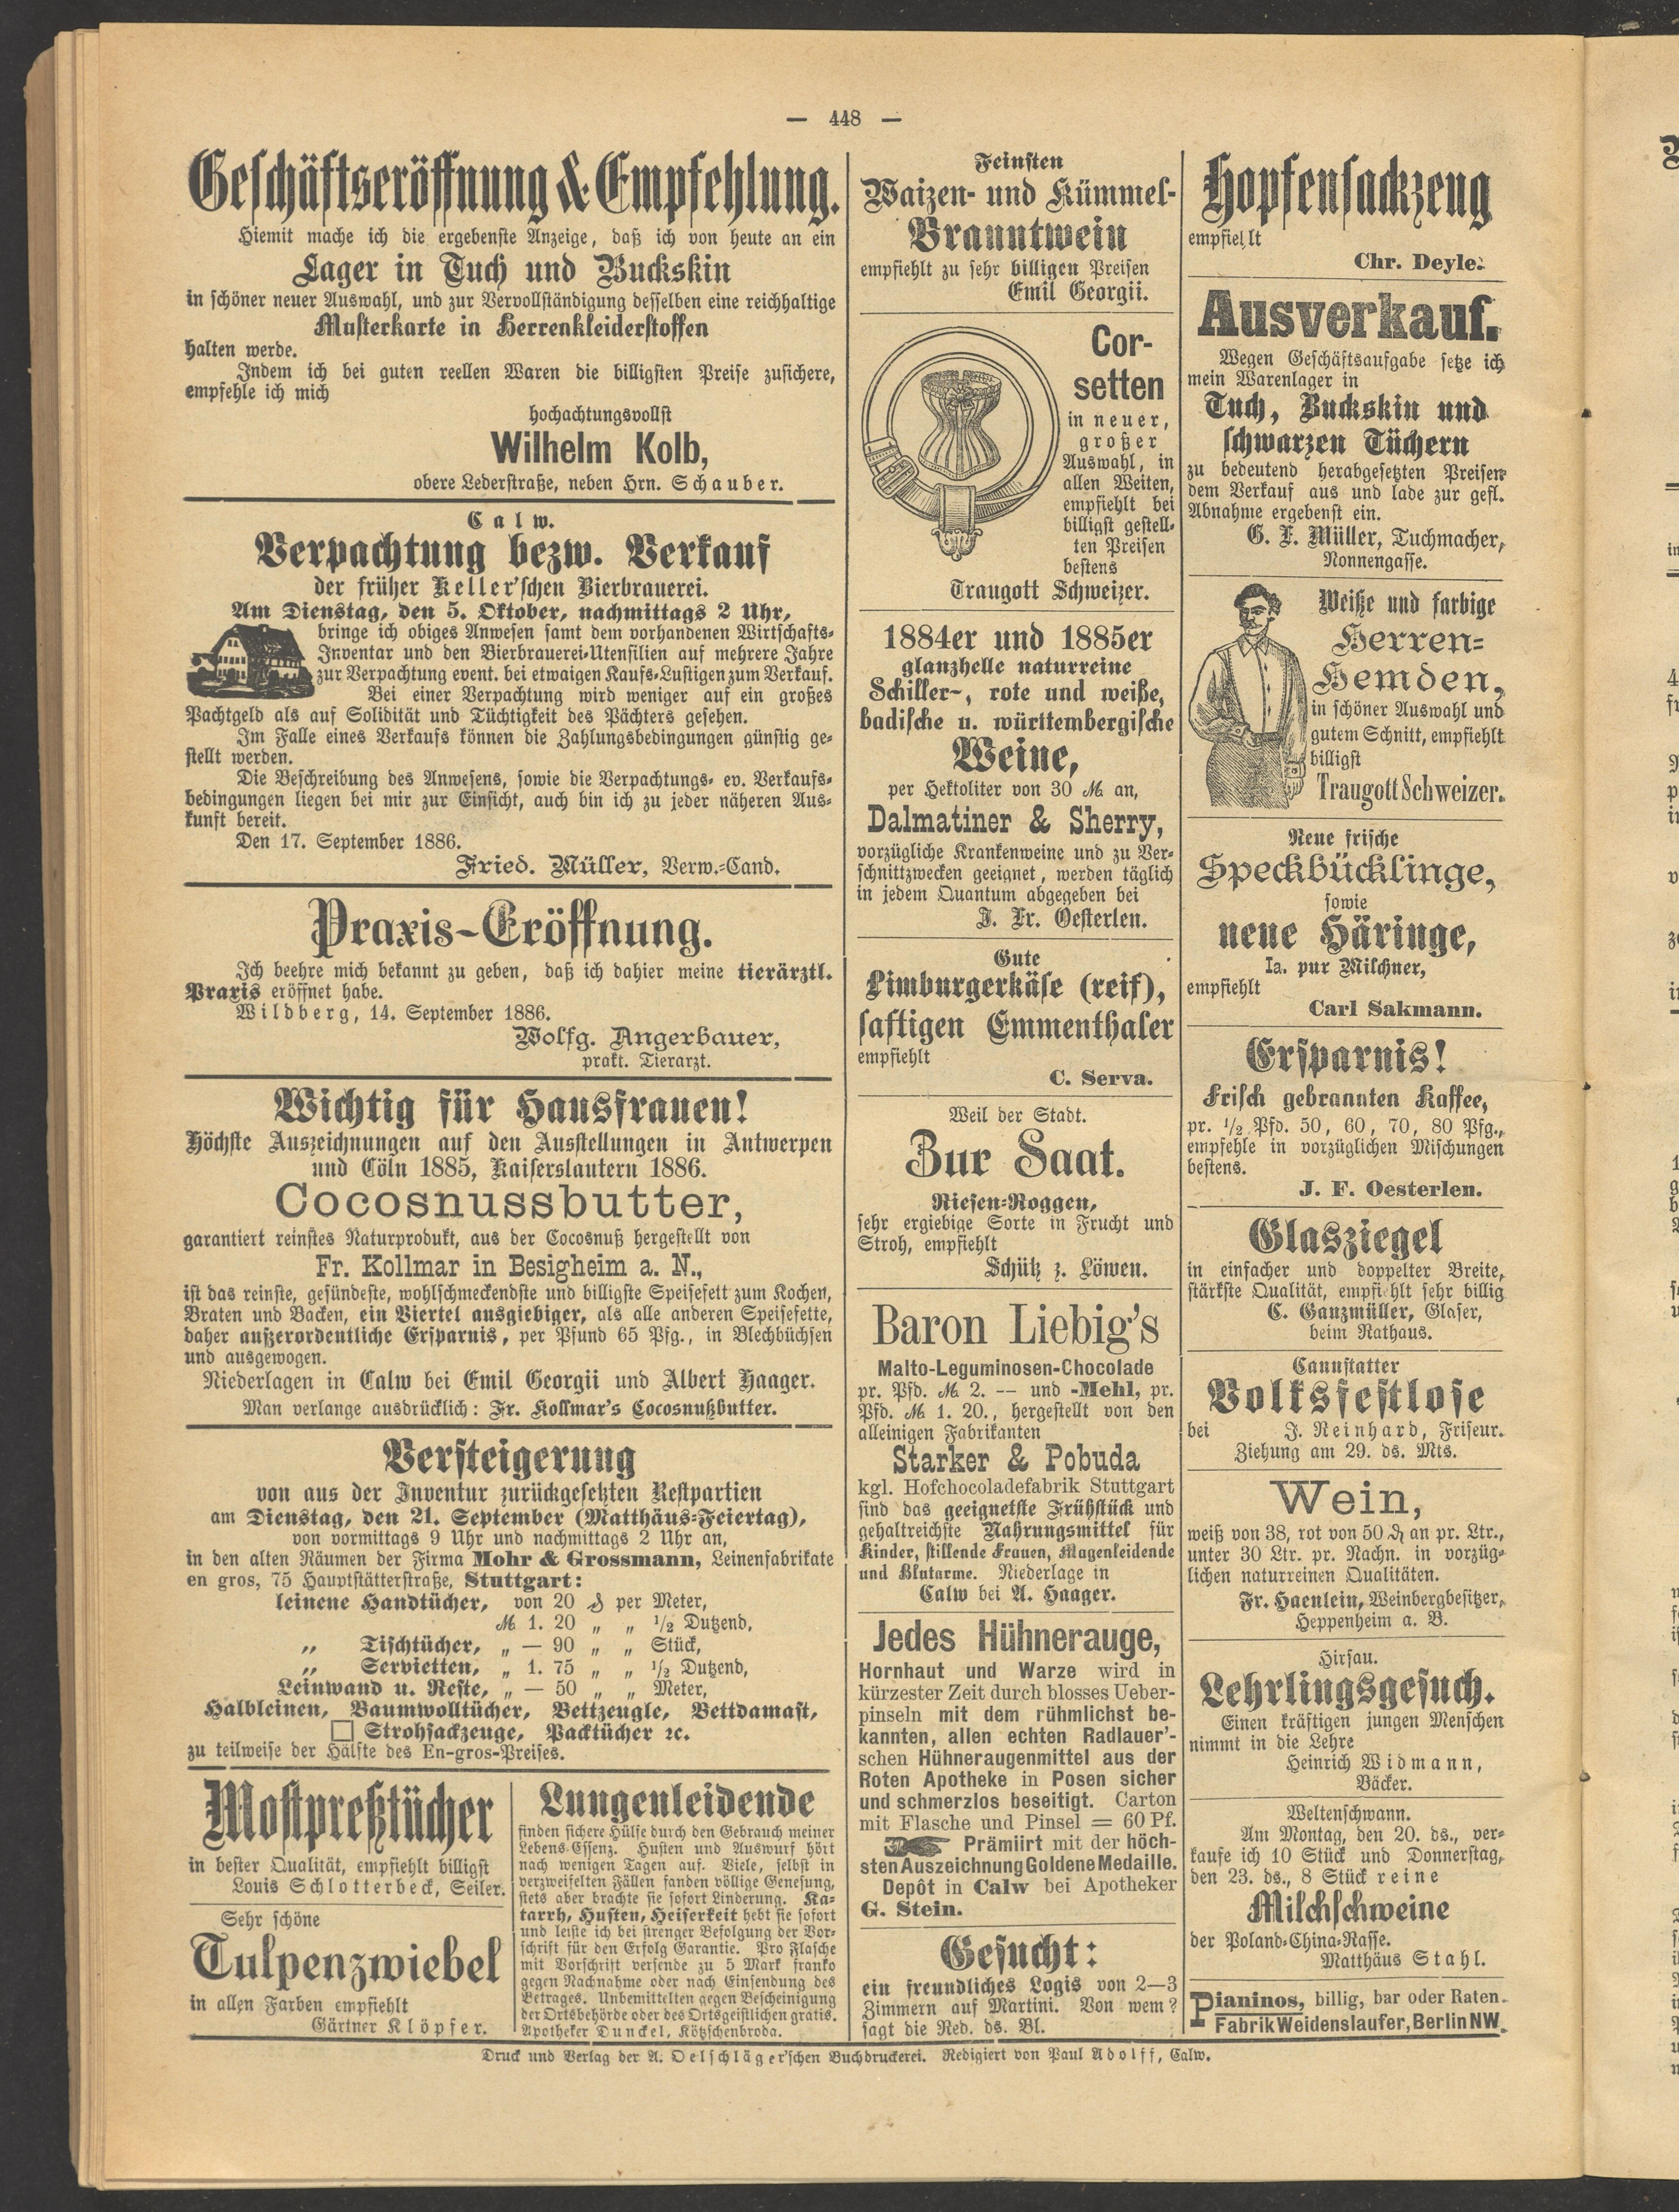 — 448 —
Geschäftseröffnung & Empfehlung.
Hiemit mache ich die ergebenste Anzeige, daß ich von heute an ein
Lager in Tuch und Buckskin
in schöner neuer Auswahl, und zur Vervollständigung desselben eine reichhaltige
Musterkarte in Herrenkleiderstoffen
halten werde.
Indem ich bei guten reellen Waren die billigsten Preise zusichere,
empfehle ich mich
hochachtungsvollst
Wilhelm Kolb,
obere Lederstraße, neben Hrn. Schauber.
Calw.
Verpachtung bezw. Verkauf
der früher Keller'schen Bierbrauerei.
Am Dienstag, den 5. Oktober, nachmittags 2 Uhr,
bringe ich obiges Anwesen samt dem vorhandenen Wirtschafts-
Inventar und den Bierbrauerei-Utensilien auf mehrere Jahre
zur Verpachtung event. bei etwaigen Kaufs-Lustigen zum Verkauf.
Bei einer Verpachtung wird weniger auf ein großes
Pachtgeld als auf Solidität und Tüchtigkeit des Pächters gesehen.
Im Falle eines Verkaufs können die Zahlungsbedingungen günstig ge-
stellt werden.
Die Beschreibung des Anwesens, sowie die Verpachtungs- ev. Verkaufs-
bedingungen liegen bei mir zur Einsicht, auch bin ich zu jeder näheren Aus-
kunft bereit.
Den 17. September 1886.
Fried. Müller, Verw.-Cand.
Praxis-Eröffnung.
Ich beehre mich bekannt zu geben, daß ich dahier meine tierärztl.
Praxis eröffnet habe.
Wildberg, 14. September 1886.
Wolfg. Angerbauer,
prakt. Tierarzt.
Wichtig für Hausfrauen!
Höchste Auszeichnungen auf den Ausstellungen in Antwerpen
und Cöln 1885, Kaiserslautern 1886.
Cocosnussbutter,
garantiert reinstes Naturprodukt, aus der Cocosnuß hergestellt von
Fr. Kollmar in Besigheim a. N.,
ist das reinste, gesündeste, wohlschmeckendste und billigste Speisefett zum Kochen,
Braten und Backen, ein Viertel ausgiebiger, als alle anderen Speisefette,
daher außerordentliche Ersparnis, per Pfund 65 Pfg., in Blechbüchsen
und ausgewogen.
Niederlagen in Calw bei Emil Georgii und Albert Haager.
Man verlange ausdrücklich: Fr. Kollmar's Cocosnußbutter.
Versteigerung
von aus der Inventur zurückgesetzten Restpartien
am Dienstag, den 21. September (Matthäus-Feiertag),
von vormittags 9 Uhr und nachmittags 2 Uhr an,
in den alten Räumen der Firma Mohr & Grossmann, Leinenfabrikate
en gros, 75 Hauptstätterstraße, Stuttgart:
leinene Handtücher, von 20 ₰ per Meter,
ℳ 1. 20 „ „ 1/2 Dutzend,
„ Tischtücher, „ — 90 „ „ Stück,
„ Servietten, „ 1. 75 „ „ 1/2 Dutzend,
Leinwand u. Reste, „ — 50 „ „ Meter,
Halbleinen, Baumwolltücher, Bettzeugle, Bettdamast,
□ Strohsackzeuge, Packtücher ꝛc.
zu teilweise der Hälfte des En-gros-Preises.
Mostpreßtücher
in bester Qualität, empfiehlt billigst
Louis Schlotterbeck, Seiler.
Sehr schöne
Tulpenzwiebel
in allen Farben empfiehlt
Gärtner Klöpfer.
Lungenleidende
finden sichere Hülfe durch den Gebrauch meiner
Lebens-Essenz. Husten und Auswurf hört
nach wenigen Tagen auf. Viele, selbst in
verzweifelten Fällen fanden völlige Genesung,
stets aber brachte sie sofort Linderung. Ka-
tarrh, Husten, Heiserkeit hebt sie sofort
und leiste ich bei strenger Befolgung der Vor-
schrift für den Erfolg Garantie. Pro Flasche
mit Vorschrift versende zu 5 Mark franko
gegen Nachnahme oder nach Einsendung des
Betrages. Unbemittelten gegen Bescheinigung
der Ortsbehörde oder des Ortsgeistlichen gratis.
Apotheker Dunckel, Kötzschenbroda.
Feinsten
Waizen- und Kümmel-
Branntwein
empfiehlt zu sehr billigen Preisen
Emil Georgii.
Cor-
setten
in neuer,
großer
Auswahl, in
allen Weiten,
empfiehlt bei
billigst gestell-
ten Preisen
bestens
Traugott Schweizer.
1884er und 1885er
glanzhelle naturreine
Schiller-, rote und weiße,
badische u. württembergische
Weine,
per Hektoliter von 30 ℳ an,
Dalmatiner & Sherry,
vorzügliche Krankenweine und zu Ver-
schnittzwecken geeignet, werden täglich
in jedem Quantum abgegeben bei
J. Fr. Oesterlen.
Gute
Limburgerkäse (reif),
saftigen Emmenthaler
empfiehlt
C. Serva.
Weil der Stadt.
Zur Saat.
Riesen-Roggen,
sehr ergiebige Sorte in Frucht und
Stroh, empfiehlt
Schütz z. Löwen.
Baron Liebig's
Malto-Leguminosen-Chocolade
pr. Pfd. ℳ 2. -- und -Mehl, pr.
Pfd. ℳ 1. 20., hergestellt von den
alleinigen Fabrikanten
Starker & Pobuda
kgl. Hofchocoladefabrik Stuttgart
sind das geeignetste Frühstück und
gehaltreichste Nahrungsmittel für
Kinder, stillende Frauen, Magenleidende
und Blutarme. Niederlage in
Calw bei A. Haager.
Jedes Hühnerauge,
Hornhaut und Warze wird in
kürzester Zeit durch blosses Ueber-
pinseln mit dem rühmlichst be-
kannten, allen echten Radlauer'-
schen Hühneraugenmittel aus der
Roten Apotheke in Posen sicher
und schmerzlos beseitigt. Carton
mit Flasche und Pinsel = 60 Pf.
Prämiirt mit der höch-
sten Auszeichnung Goldene Medaille.
Depôt in Calw bei Apotheker
G. Stein.
Gesucht:
ein freundliches Logis von 2—3
Zimmern auf Martini. Von wem?
sagt die Red. ds. Bl.
Hopfensackzeug
empfiehlt
Chr. Deyle.
Ausverkauf.
Wegen Geschäftsaufgabe setze ich
mein Warenlager in
Tuch, Buckskin und
schwarzen Tüchern
zu bedeutend herabgesetzten Preisen
dem Verkauf aus und lade zur gefl.
Abnahme ergebenst ein.
G. F. Müller, Tuchmacher,
Nonnengasse.
Weiße und farbige
Herren-
Hemden,
in schöner Auswahl und
gutem Schnitt, empfiehlt
billigst
Traugott Schweizer.
Neue frische
Speckbücklinge,
sowie
neue Häringe,
Ia. pur Milchner,
empfiehlt
Carl Sakmann.
Ersparnis!
Frisch gebrannten Kaffee,
pr. 1/2 Pfd. 50, 60, 70, 80 Pfg.,
empfehle in vorzüglichen Mischungen
bestens.
J. F. Oesterlen.
Glasziegel
in einfacher und doppelter Breite,
stärkste Qualität, empfiehlt sehr billig
C. Ganzmüller, Glaser,
beim Rathaus.
Cannstatter
Volksfestlose
bei J. Reinhard, Friseur.
Ziehung am 29. ds. Mts.
Wein,
weiß von 38, rot von 50 ₰ an pr. Ltr.,
unter 30 Ltr. pr. Nachn. in vorzüg-
lichen naturreinen Qualitäten.
Fr. Haenlein, Weinbergbesitzer,
Heppenheim a. B.
Hirsau.
Lehrlingsgesuch.
Einen kräftigen jungen Menschen
nimmt in die Lehre
Heinrich Widmann,
Bäcker.
Weltenschwann.
Am Montag, den 20. ds., ver-
kaufe ich 10 Stück und Donnerstag,
den 23. ds., 8 Stück reine
Milchschweine
der Poland-China-Rasse.
Matthäus Stahl.
Pianinos, billig, bar oder Raten.
Fabrik Weidenslaufer, Berlin NW.
Druck und Verlag der A. Oelschläger'schen Buchdruckerei. Redigiert von Paul Adolff, Calw.